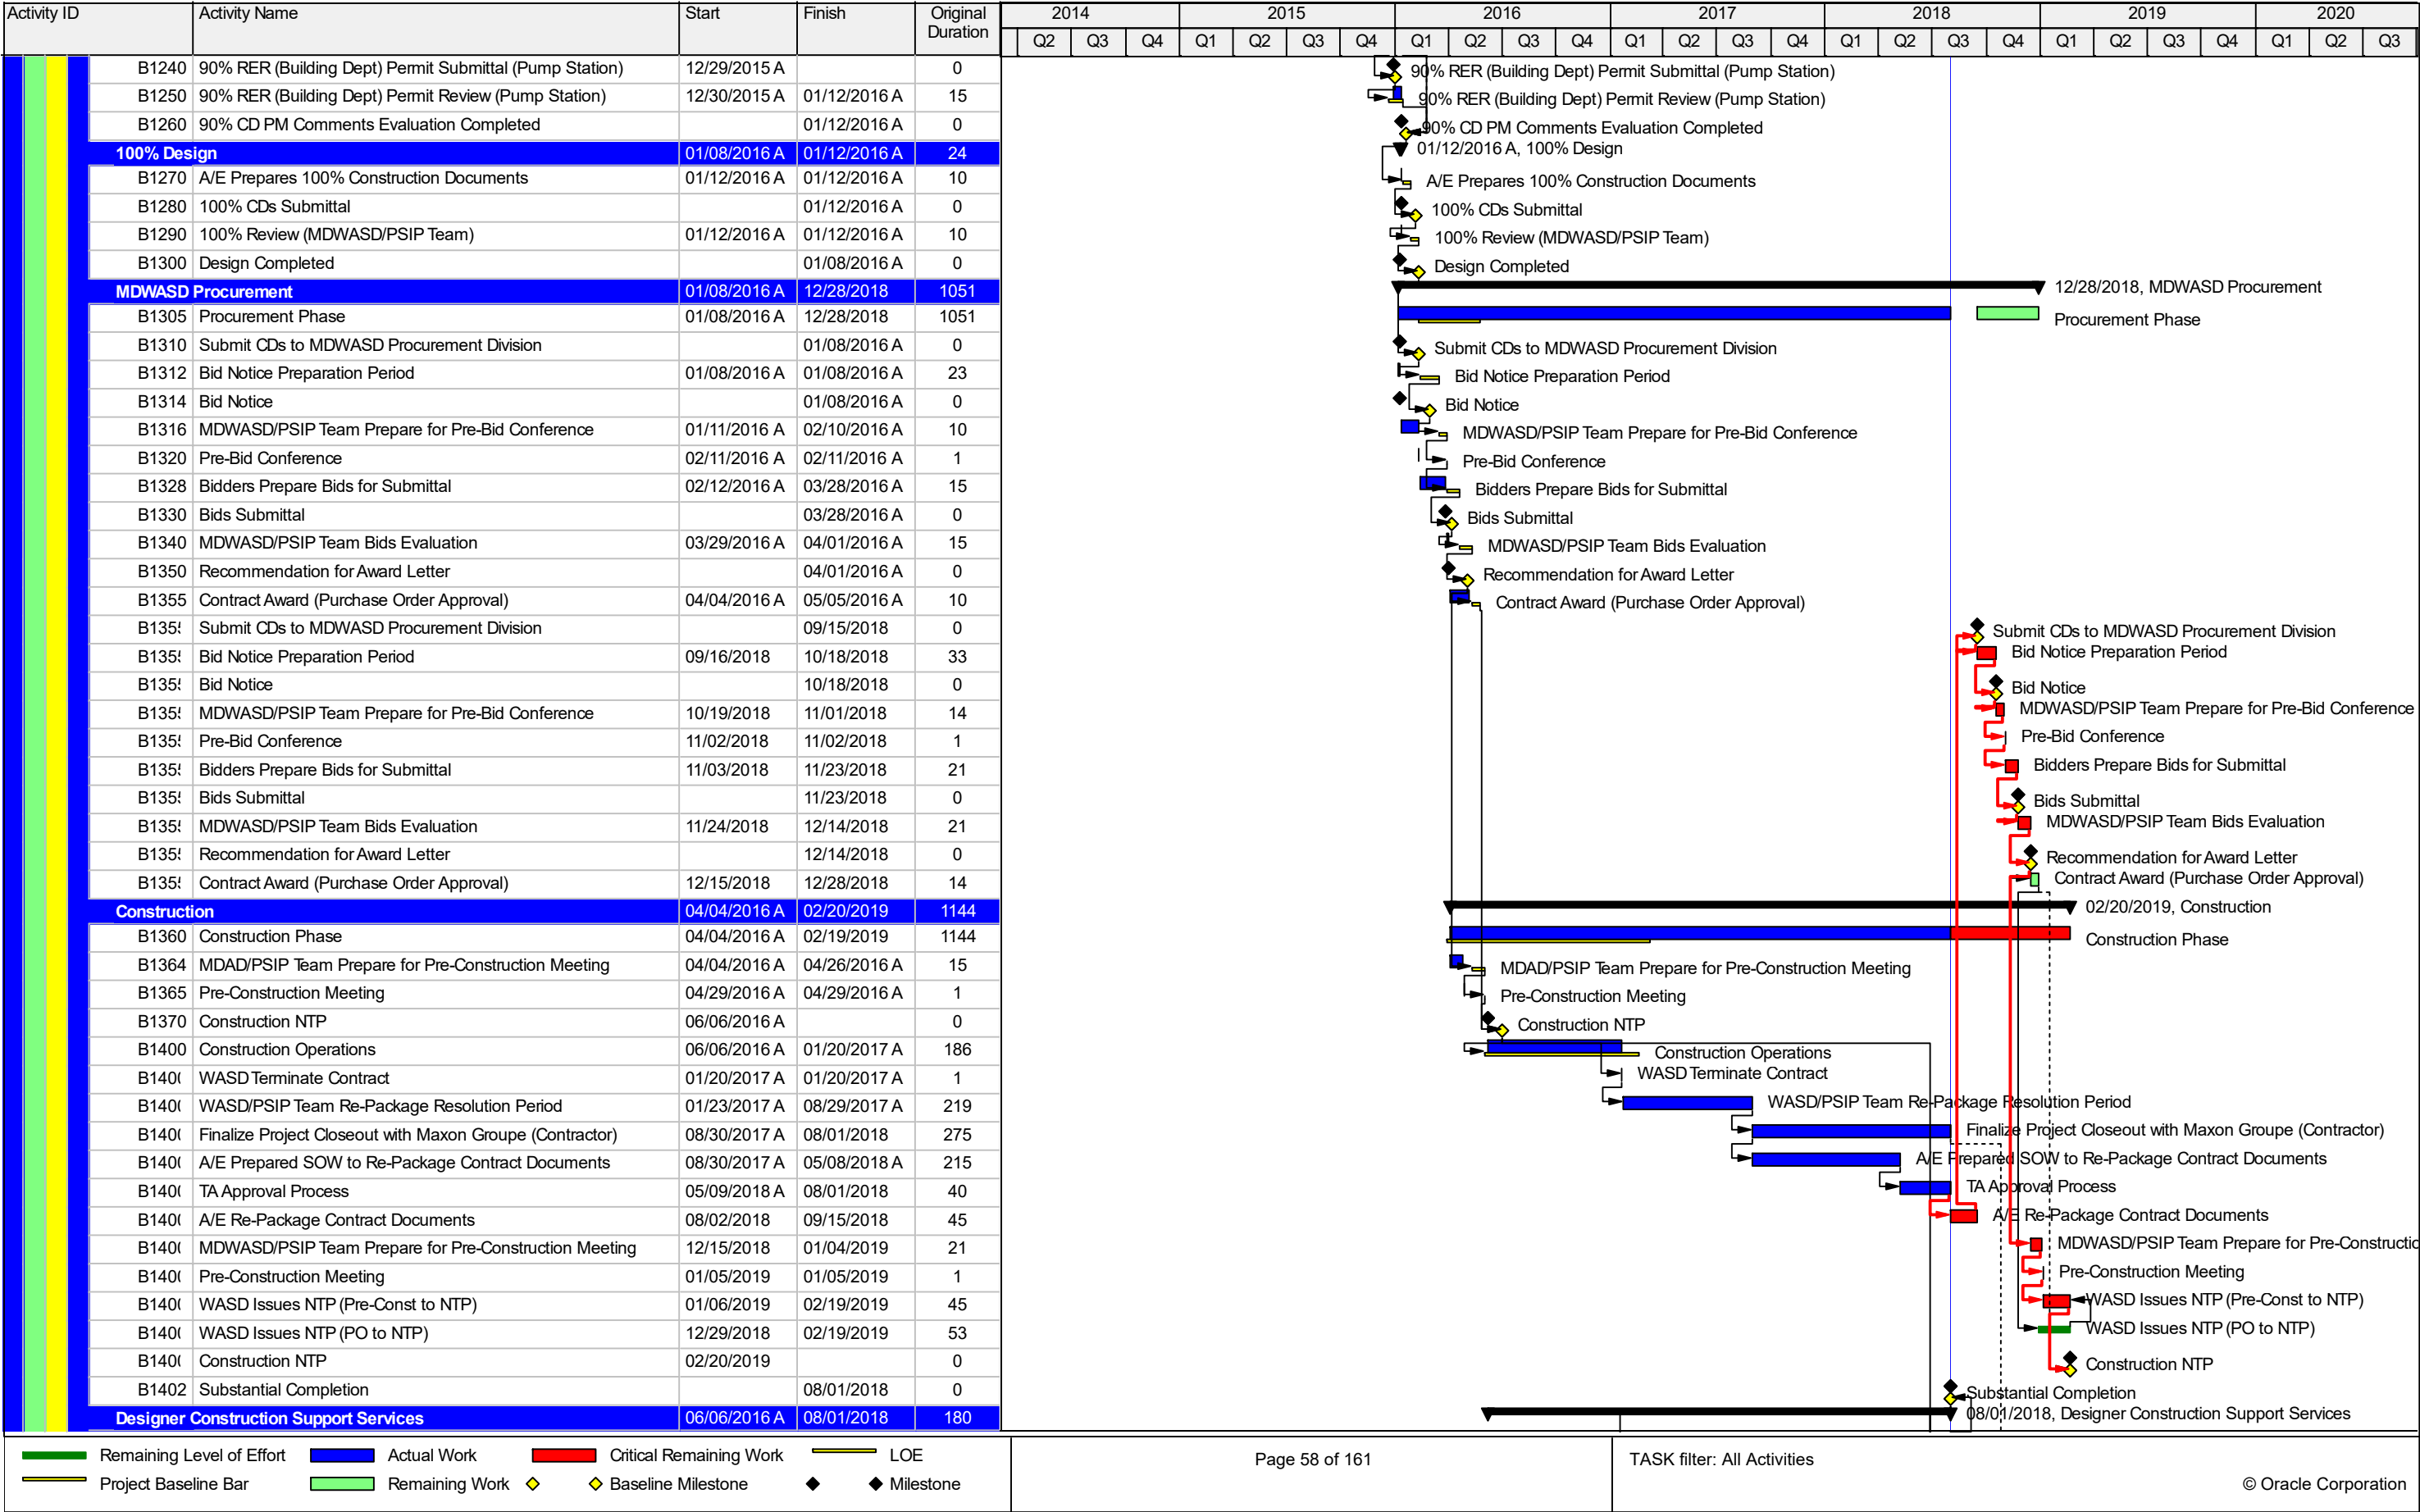 Activity ID Activity Name Start Finish Original Duration 2014 2015 2016 2017 2018 2019 2020
Q2 Q3 Q4 Q1 Q2 Q3 Q4 Q1 Q2 Q3 Q4 Q1 Q2 Q3 Q4 Q1 Q2 Q3 Q4 Q1 Q2 Q3 Q4 Q1 Q2 Q3
B1240 90% RER (Building Dept) Permit Submittal (Pump Station) 12/29/2015 A 0 90% RER (Building Dept) Permit Submittal (Pump Station)
B1250 90% RER (Building Dept) Permit Review (Pump Station) 12/30/2015 A 01/12/2016 A 15 90% RER (Building Dept) Permit Review (Pump Station)
B1260 90% CD PM Comments Evaluation Completed 01/12/2016 A 0 90% CD PM Comments Evaluation Completed
100% Design 01/08/2016 A 01/12/2016 A 24 01/12/2016 A, 100% Design
B1270 A/E Prepares 100% Construction Documents 01/12/2016 A 01/12/2016 A 10 A/E Prepares 100% Construction Documents
B1280 100% CDs Submittal 01/12/2016 A 0 100% CDs Submittal
B1290 100% Review (MDWASD/PSIP Team) 01/12/2016 A 01/12/2016 A 10 100% Review (MDWASD/PSIP Team)
B1300 Design Completed 01/08/2016 A 0 Design Completed
MDWASD Procurement 01/08/2016 A 12/28/2018 1051 12/28/2018, MDWASD Procurement
B1305 Procurement Phase 01/08/2016 A 12/28/2018 1051 Procurement Phase
B1310 Submit CDs to MDWASD Procurement Division 01/08/2016 A 0 Submit CDs to MDWASD Procurement Division
B1312 Bid Notice Preparation Period 01/08/2016 A 01/08/2016 A 23 Bid Notice Preparation Period
B1314 Bid Notice 01/08/2016 A 0 Bid Notice
B1316 MDWASD/PSIP Team Prepare for Pre-Bid Conference 01/11/2016 A 02/10/2016 A 10 MDWASD/PSIP Team Prepare for Pre-Bid Conference
B1320 Pre-Bid Conference 02/11/2016 A 02/11/2016 A 1 Pre-Bid Conference
B1328 Bidders Prepare Bids for Submittal 02/12/2016 A 03/28/2016 A 15 Bidders Prepare Bids for Submittal
B1330 Bids Submittal 03/28/2016 A 0 Bids Submittal
B1340 MDWASD/PSIP Team Bids Evaluation 03/29/2016 A 04/01/2016 A 15 MDWASD/PSIP Team Bids Evaluation
B1350 Recommendation for Award Letter 04/01/2016 A 0 Recommendation for Award Letter
B1355 Contract Award (Purchase Order Approval) 04/04/2016 A 05/05/2016 A 10 Contract Award (Purchase Order Approval)
B135 Submit CDs to MDWASD Procurement Division 09/15/2018 0 Submit CDs to MDWASD Procurement Division
B135 Bid Notice Preparation Period 09/16/2018 10/18/2018 33 Bid Notice Preparation Period
B135 Bid Notice 10/18/2018 0 Bid Notice
B135 MDWASD/PSIP Team Prepare for Pre-Bid Conference 10/19/2018 11/01/2018 14 MDWASD/PSIP Team Prepare for Pre-Bid Conference
B135 Pre-Bid Conference 11/02/2018 11/02/2018 1 Pre-Bid Conference
B135 Bidders Prepare Bids for Submittal 11/03/2018 11/23/2018 21 Bidders Prepare Bids for Submittal
B135 Bids Submittal 11/23/2018 0 Bids Submittal
B135 MDWASD/PSIP Team Bids Evaluation 11/24/2018 12/14/2018 21 MDWASD/PSIP Team Bids Evaluation
B135 Recommendation for Award Letter 12/14/2018 0 Recommendation for Award Letter
B135 Contract Award (Purchase Order Approval) 12/15/2018 12/28/2018 14 Contract Award (Purchase Order Approval)
Construction 04/04/2016 A 02/20/2019 1144 02/20/2019, Construction
B1360 Construction Phase 04/04/2016 A 02/19/2019 1144 Construction Phase
B1364 MDAD/PSIP Team Prepare for Pre-Construction Meeting 04/04/2016 A 04/26/2016 A 15 MDAD/PSIP Team Prepare for Pre-Construction Meeting
B1365 Pre-Construction Meeting 04/29/2016 A 04/29/2016 A 1 Pre-Construction Meeting
B1370 Construction NTP 06/06/2016 A 0 Construction NTP
B1400 Construction Operations 06/06/2016 A 01/20/2017 A 186 Construction Operations
B140 WASD Terminate Contract 01/20/2017 A 01/20/2017 A 1 WASD Terminate Contract
B140 WASD/PSIP Team Re-Package Resolution Period 01/23/2017 A 08/29/2017 A 219 WASD/PSIP Team Re-Package Resolution Period
B140 Finalize Project Closeout with Maxon Groupe (Contractor) 08/30/2017 A 08/01/2018 275 Finalize Project Closeout with Maxon Groupe (Contractor)
B140 A/E Prepared SOW to Re-Package Contract Documents 08/30/2017 A 05/08/2018 A 215 A/E Prepared SOW to Re-Package Contract Documents
B140 TA Approval Process 05/09/2018 A 08/01/2018 40 TA Approval Process
B140 A/E Re-Package Contract Documents 08/02/2018 09/15/2018 45 A/E Re-Package Contract Documents
B140 MDWASD/PSIP Team Prepare for Pre-Construction Meeting 12/15/2018 01/04/2019 21 MDWASD/PSIP Team Prepare for Pre-Constructio
B140 Pre-Construction Meeting 01/05/2019 01/05/2019 1 Pre-Construction Meeting
B140 WASD Issues NTP (Pre-Const to NTP) 01/06/2019 02/19/2019 45 WASD Issues NTP (Pre-Const to NTP)
B140 WASD Issues NTP (PO to NTP) 12/29/2018 02/19/2019 53 WASD Issues NTP (PO to NTP)
B140 Construction NTP 02/20/2019 0 Construction NTP
B1402 Substantial Completion 08/01/2018 0 Substantial Completion
Designer Construction Support Services 06/06/2016 A 08/01/2018 180 08/01/2018, Designer Construction Support Services
Remaining Level of Effort Actual Work Critical Remaining Work LOE Page 58 of 161 TASK filter: All Activities
Project Baseline Bar Remaining Work Baseline Milestone Milestone © Oracle Corporation